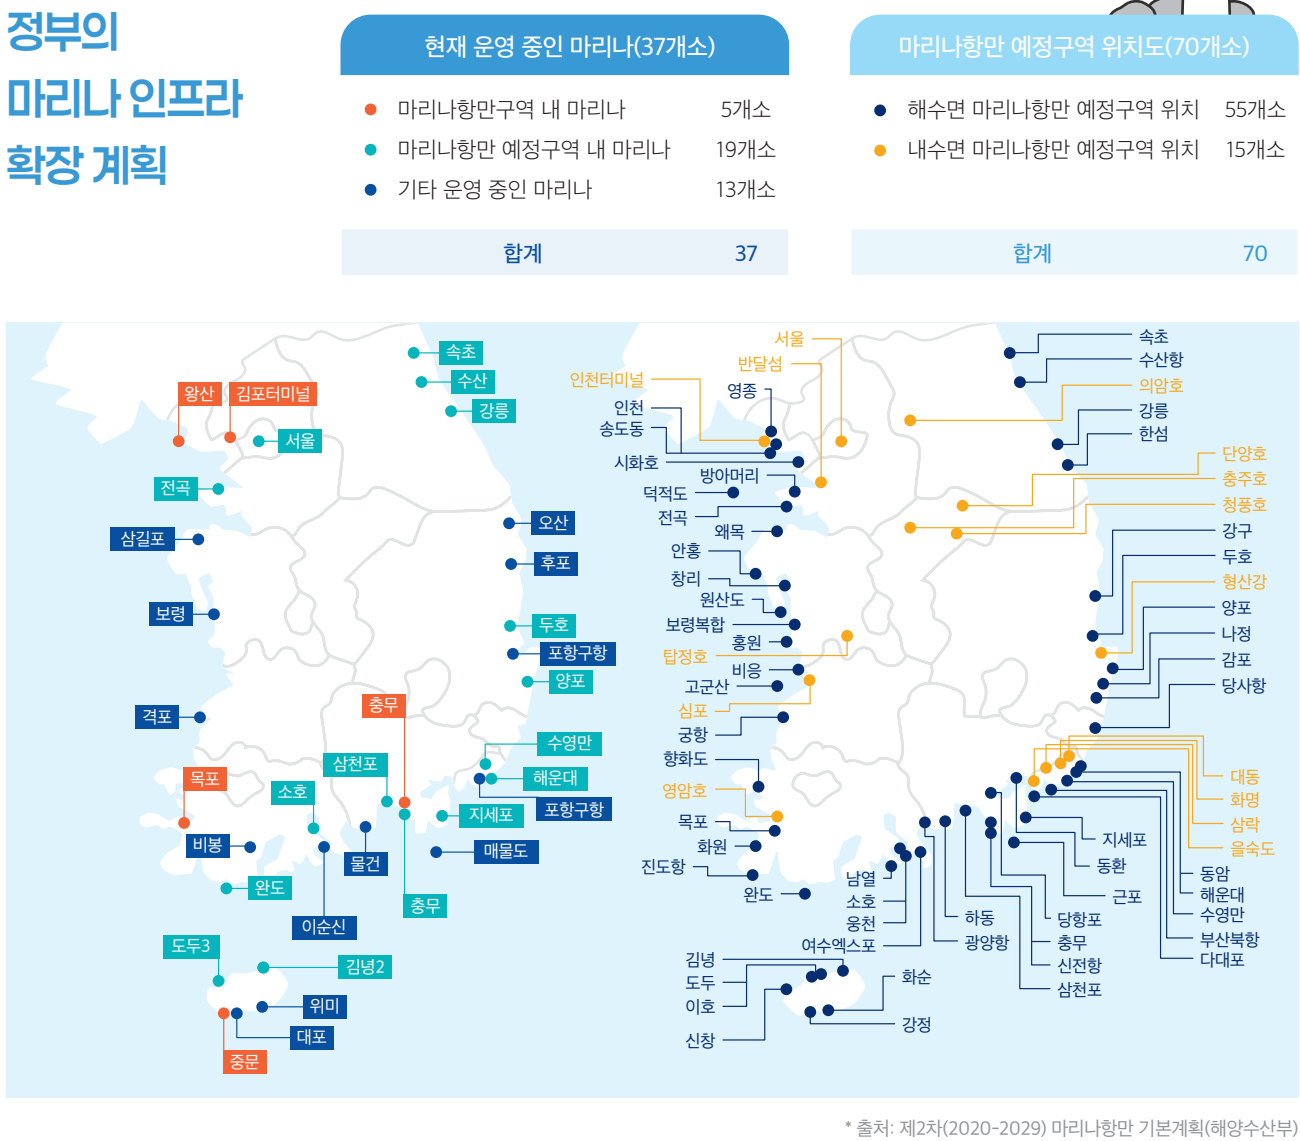 정부의
마리나 인프라
확장 계획
현재 운영 중인 마리나(37개소)
마리나항만구역 내 마리나 5개소
마리나항만 예정구역 내 마리나 19개소
기타 운영 중인 마리나 13개소
합계 37
마리나항만 예정구역 위치도(70개소)
해수면 마리나항만 예정구역 위치 55개소
내수면 마리나항만 예정구역 위치 15개소
합계 70
속초
수산
강릉
왕산
김포터미널
서울
전곡
삼길포
오산
후포
보령
두호
포항구항
양포
격포
충무
수영만
삼천포
해운대
목포
소호
포항구항
지세포
비봉
물건
매물도
완도
충무
이순신
도두3
김녕2
위미
대포
중문
서울
반달섬
인천터미널
영종
인천
송도동
시화호
방아머리
덕적도
전곡
왜목
안흥
창리
원산도
보령복합
홍원
탑정호
비응
고군산
심포
궁항
향화도
영암호
목포
화원
진도항
완도
남열
소호
웅천
여수엑스포
김녕
도두
이호
신창
화순
강정
속초
수산항
의암호
강릉
한섬
단양호
충주호
청풍호
강구
두호
형산강
양포
나정
감포
당사항
대동
화명
삼락
을숙도
지세포
동환
근포
동암
해운대
수영만
부산북항
다대포
하동
광양항
당항포
충무
신전항
삼천포
* 출처: 제2차(2020-2029) 마리나항만 기본계획(해양수산부)